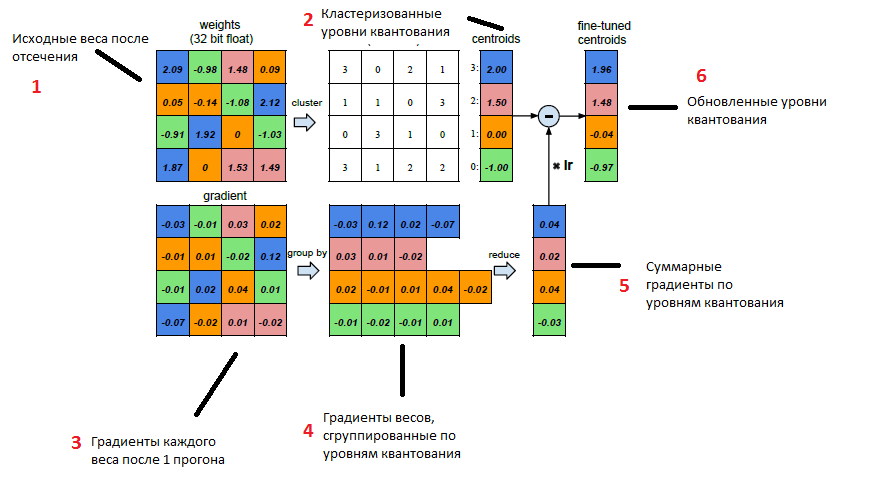 1
Исходные веса после
отсечения
weights
(32 bit float)
2.09 -0.98 1.48 0.09
0.05 -0.14 -1.08 2.12
-0.91 1.92 0 -1.03
1.87 0 1.53 1.49
cluster
2
Кластеризованные
уровни квантования
3 0 2 1
1 1 0 3
0 3 1 0
3 1 2 2
centroids
3: 2.00
2: 1.50
1: 0.00
0: -1.00
fine-tuned
centroids
1.96
1.48
-0.04
-0.97
6
Обновленные уровни
квантования
× lr
gradient
-0.03 -0.01 0.03 0.02
-0.01 0.01 -0.02 0.12
-0.01 0.02 0.04 0.01
-0.07 -0.02 0.01 -0.02
group by
-0.03 0.12 0.02 -0.07
0.03 0.01 -0.02
0.02 -0.01 0.01 0.04 -0.02
-0.01 -0.02 -0.01 0.01
reduce
0.04
0.02
0.04
-0.03
5
Суммарные
градиенты по
уровням квантования
3
Градиенты каждого
веса после 1 прогона
4
Градиенты весов,
сгруппированные по
уровням квантования